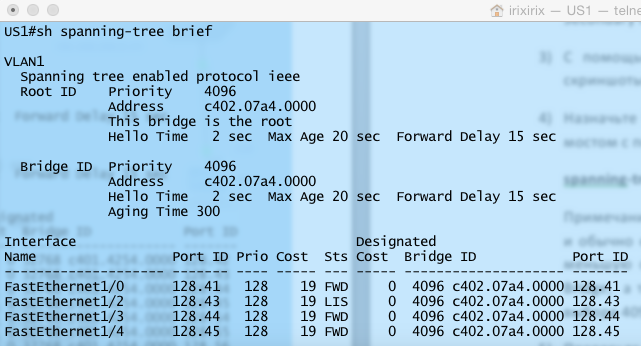 irixirix — US1 — telne
US1#sh spanning-tree brief
VLAN1
  Spanning tree enabled protocol ieee
  Root ID    Priority    4096
             Address     c402.07a4.0000
             This bridge is the root
             Hello Time   2 sec  Max Age 20 sec  Forward Delay 15 sec
  Bridge ID  Priority    4096
             Address     c402.07a4.0000
             Hello Time   2 sec  Max Age 20 sec  Forward Delay 15 sec
             Aging Time 300
Interface                                   Designated
Name                 Port ID Prio Cost  Sts Cost  Bridge ID            Port ID
-------------------- ------- ---- ----- --- ----- -------------------- -------
FastEthernet1/0      128.41   128    19 FWD     0  4096 c402.07a4.0000 128.41
FastEthernet1/2      128.43   128    19 LIS     0  4096 c402.07a4.0000 128.43
FastEthernet1/3      128.44   128    19 FWD     0  4096 c402.07a4.0000 128.44
FastEthernet1/4      128.45   128    19 FWD     0  4096 c402.07a4.0000 128.45